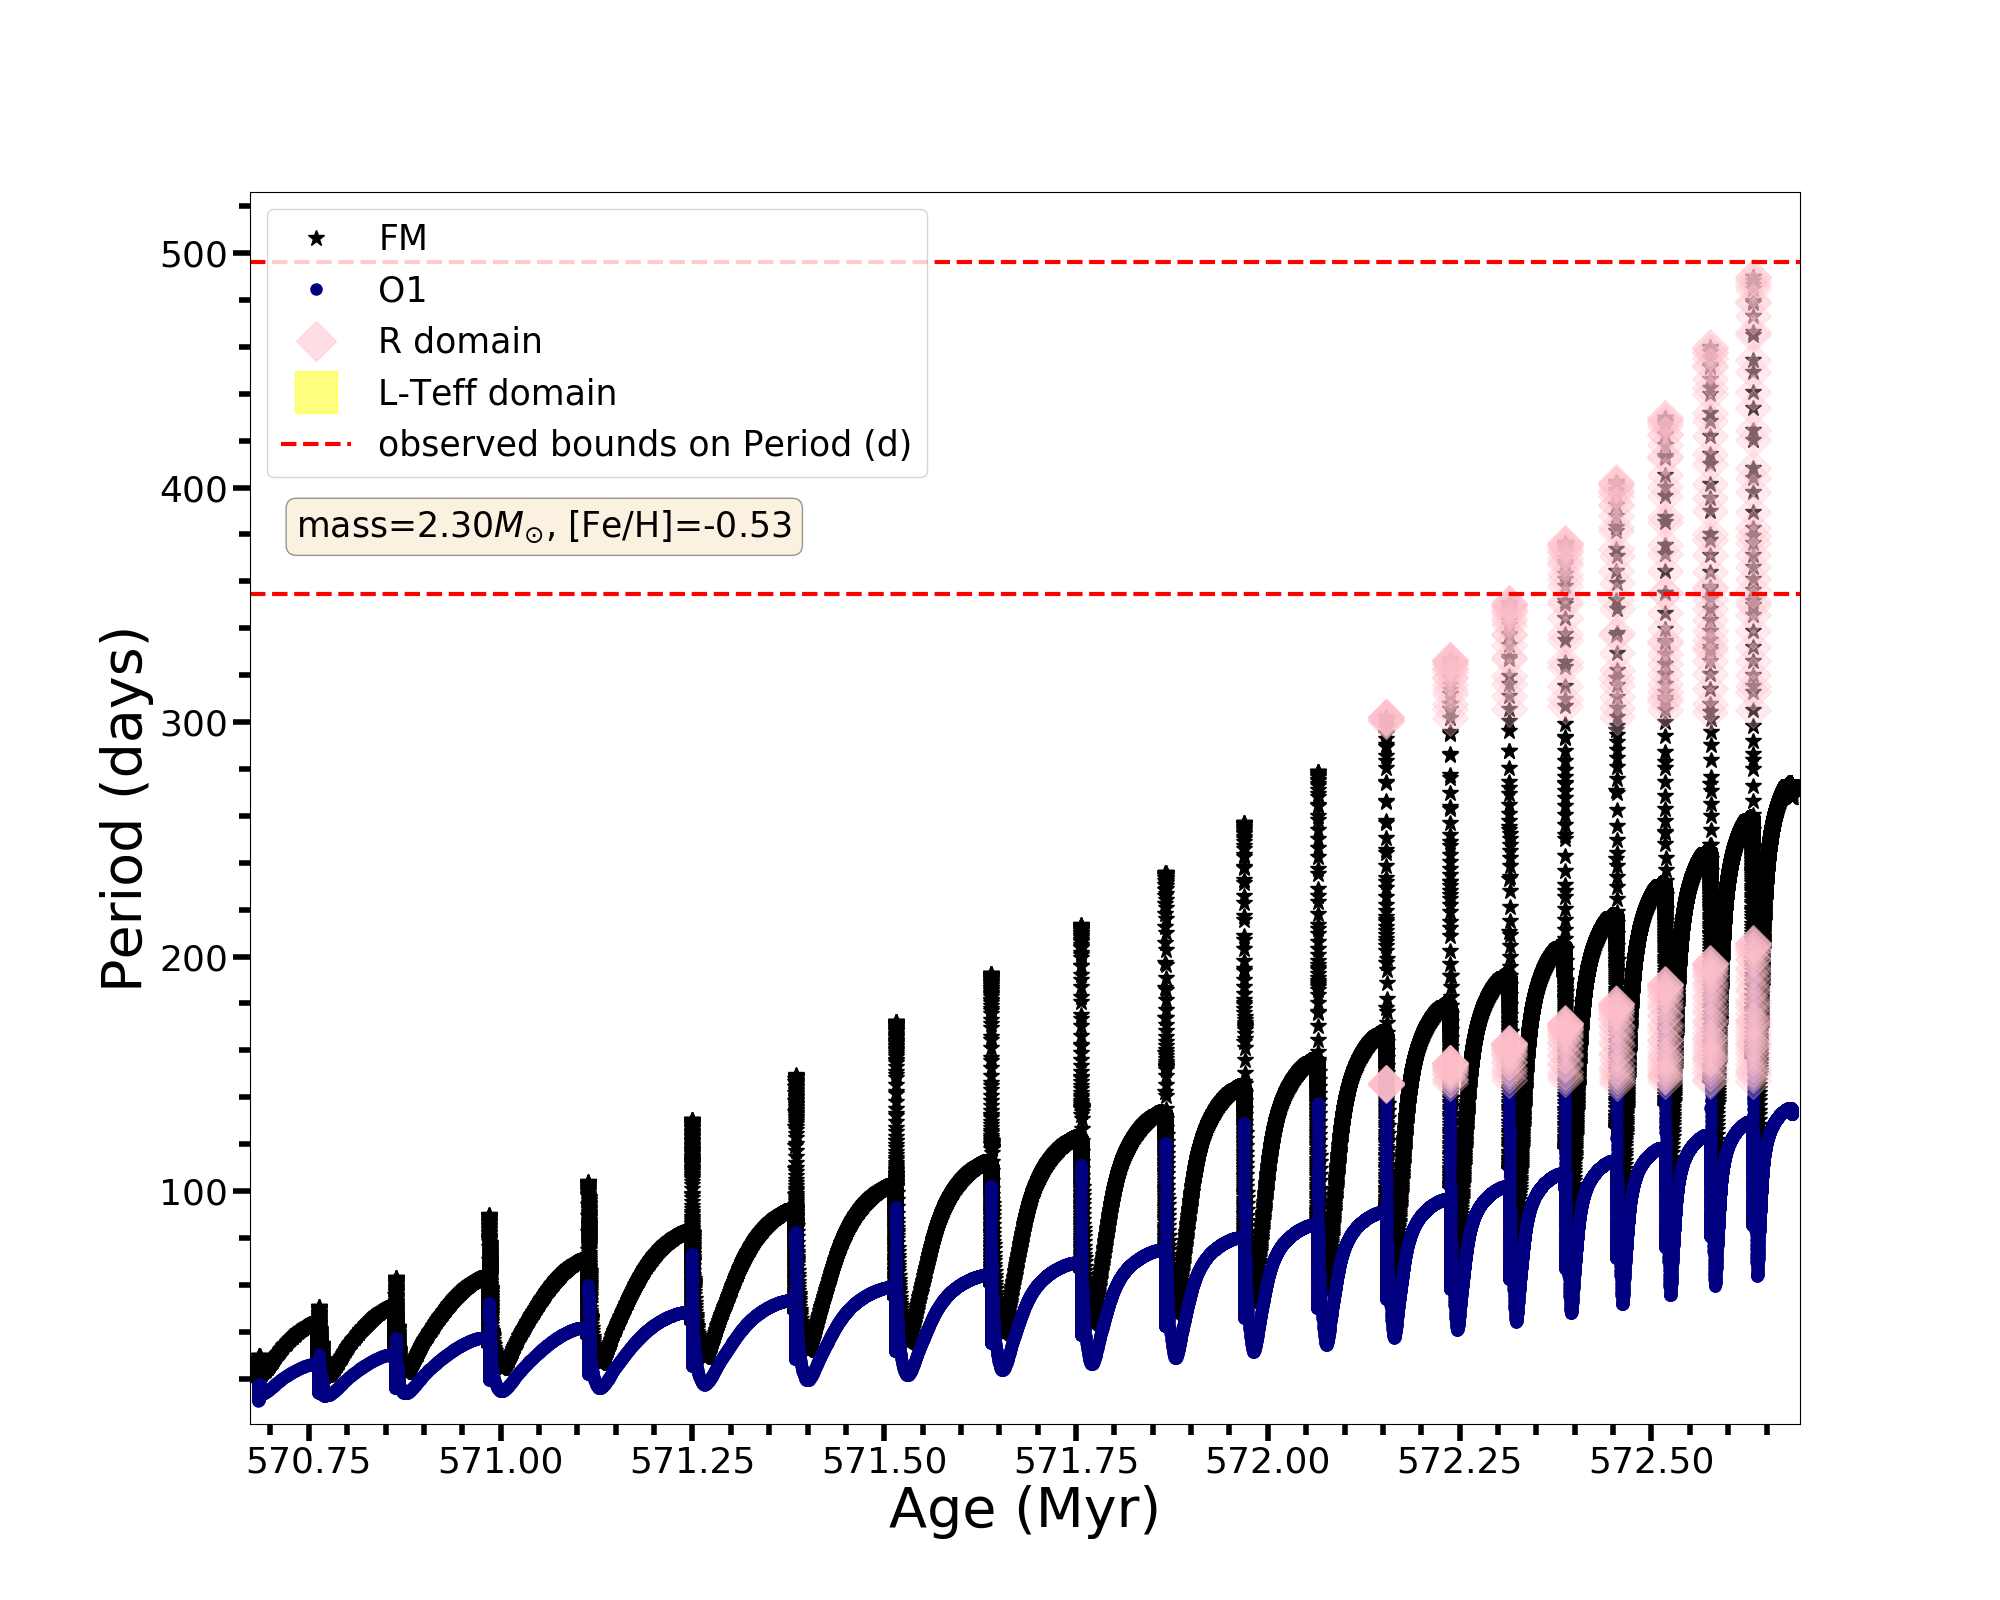 FM
O1
R domain
L-Teff domain
observed bounds on Period (d)
mass=2.30M⊙, [Fe/H]=-0.53
Period (days)
500
400
300
200
100
570.75 571.00 571.25 571.50 571.75 572.00 572.25 572.50
Age (Myr)